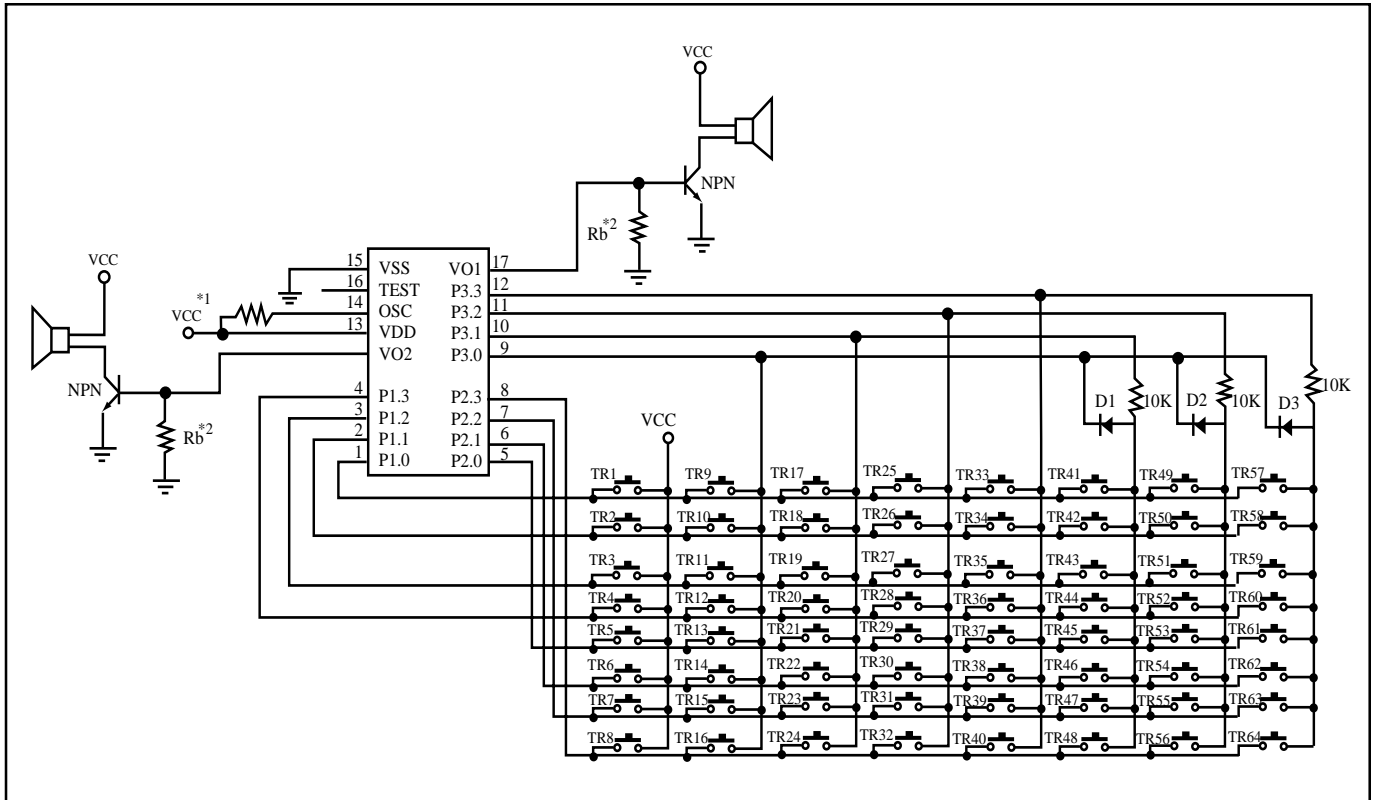 VCC
VCC
NPN
Rb*2
VCC
NPN
Rb*2
VCC *1
15 VSS VO1 17
16 TEST P3.3 12
14 OSC P3.2 11
13 VDD P3.1 10
VO2 P3.0 9
4 P1.3 P2.3 8
3 P1.2 P2.2 7
2 P1.1 P2.1 6
1 P1.0 P2.0 5
D1 10K D2 10K D3 10K
VCC
TR1 TR9 TR17 TR25 TR33 TR41 TR49 TR57
TR2 TR10 TR18 TR26 TR34 TR42 TR50 TR58
TR3 TR11 TR19 TR27 TR35 TR43 TR51 TR59
TR4 TR12 TR20 TR28 TR36 TR44 TR52 TR60
TR5 TR13 TR21 TR29 TR37 TR45 TR53 TR61
TR6 TR14 TR22 TR30 TR38 TR46 TR54 TR62
TR7 TR15 TR23 TR31 TR39 TR47 TR55 TR63
TR8 TR16 TR24 TR32 TR40 TR48 TR56 TR64